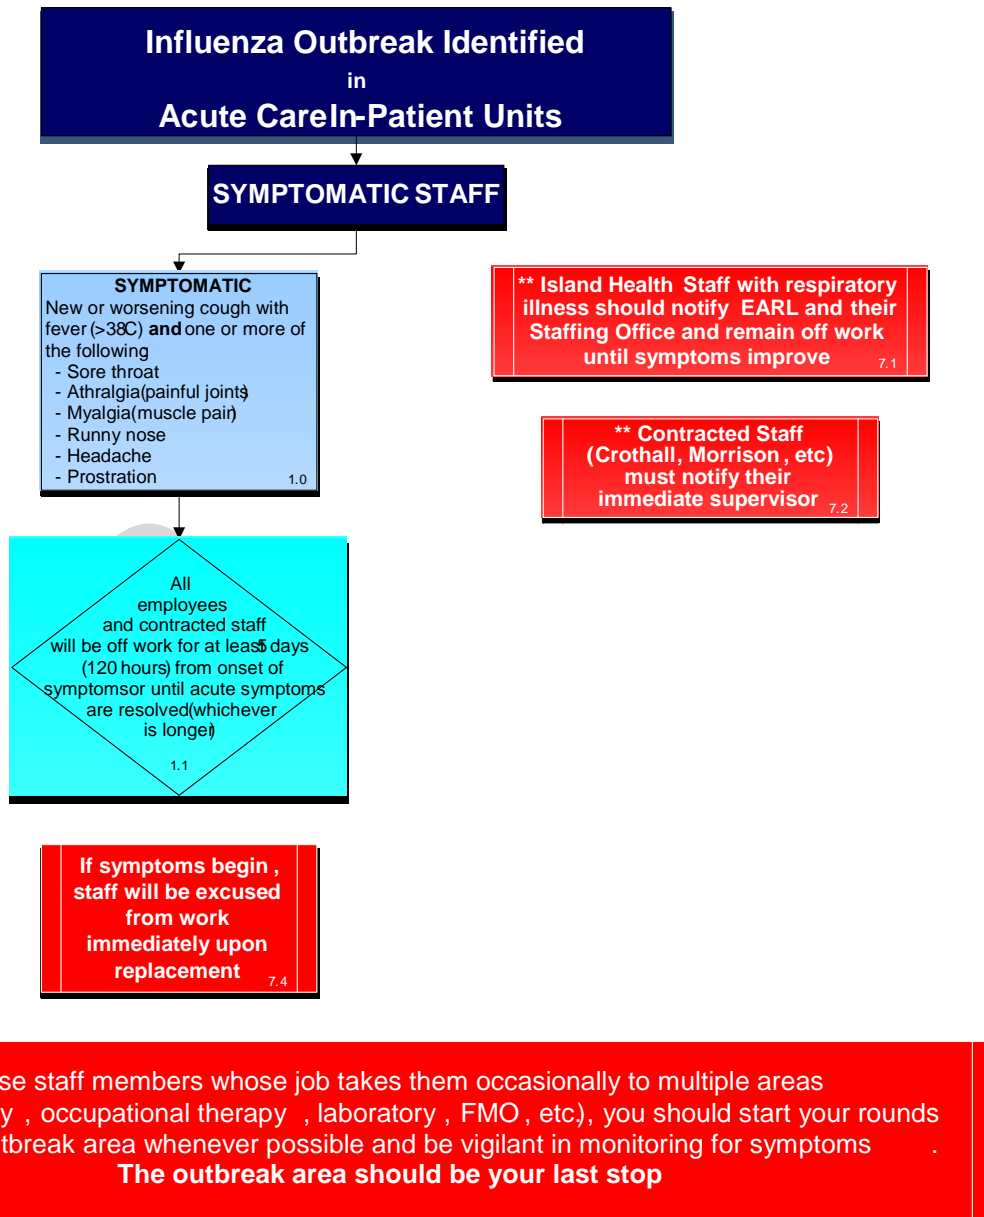 Influenza Outbreak Identified
in
Acute CareIn-Patient Units
SYMPTOMATIC STAFF
SYMPTOMATIC
New or worsening cough with
fever (>38C) and one or more of
the following
- Sore throat
- Athralgia(painful joints)
- Myalgia(muscle pain)
- Runny nose
- Headache
- Prostration
1.0
** Island Health Staff with respiratory
illness should notify EARL and their
Staffing Office and remain off work
until symptoms improve
7.1
** Contracted Staff
(Crothall, Morrison , etc)
must notify their
immediate supervisor
7.2
All
employees
and contracted staff
will be off work for at least 5 days
(120 hours) from onset of
symptomsor until acute symptoms
are resolved(whichever
is longer)
1.1
If symptoms begin ,
staff will be excused
from work
immediately upon
replacement
7.4
se staff members whose job takes them occasionally to multiple areas
y , occupational therapy , laboratory , FMO , etc.), you should start your rounds
tbreak area whenever possible and be vigilant in monitoring for symptoms .
The outbreak area should be your last stop